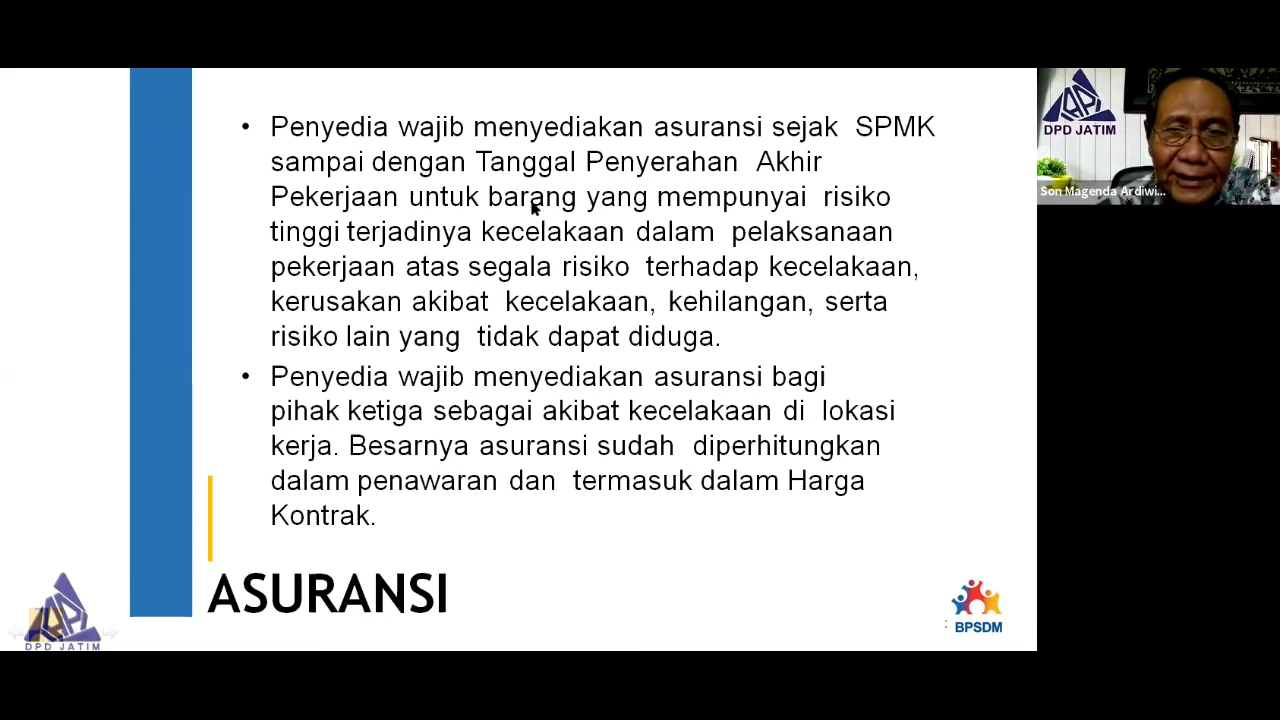 Penyedia wajib menyediakan asuransi sejak SPMK
sampai dengan Tanggal Penyerahan Akhir
Pekerjaan untuk barang yang mempunyai risiko
tinggi terjadinya kecelakaan dalam pelaksanaan
pekerjaan atas segala risiko terhadap kecelakaan,
kerusakan akibat kecelakaan, kehilangan, serta
risiko lain yang tidak dapat diduga.
Penyedia wajib menyediakan asuransi bagi
pihak ketiga sebagai akibat kecelakaan di lokasi
kerja. Besarnya asuransi sudah diperhitungkan
dalam penawaran dan termasuk dalam Harga
Kontrak.
ASURANSI
BPSDM
DPD JATIM
DPD JATIM
Son Magenda Ardiwi...